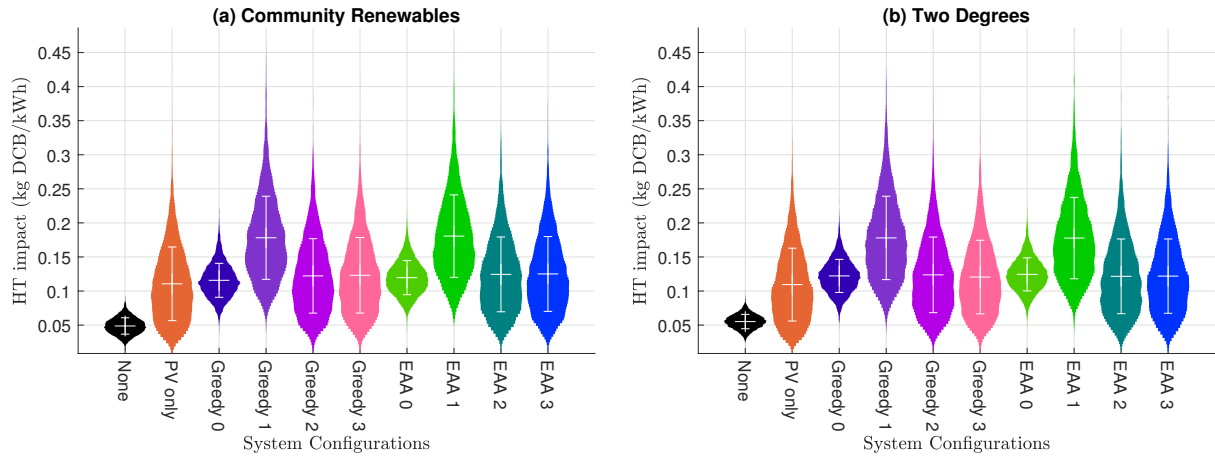 (a) Community Renewables
HT impact (kg DCB/kWh)
0.45
0.4
0.35
0.3
0.25
0.2
0.15
0.1
0.05
None
PV only
Greedy 0
Greedy 1
Greedy 2
Greedy 3
EAA 0
EAA 1
EAA 2
EAA 3
System Configurations
(b) Two Degrees
HT impact (kg DCB/kWh)
0.45
0.4
0.35
0.3
0.25
0.2
0.15
0.1
0.05
None
PV only
Greedy 0
Greedy 1
Greedy 2
Greedy 3
EAA 0
EAA 1
EAA 2
EAA 3
System Configurations